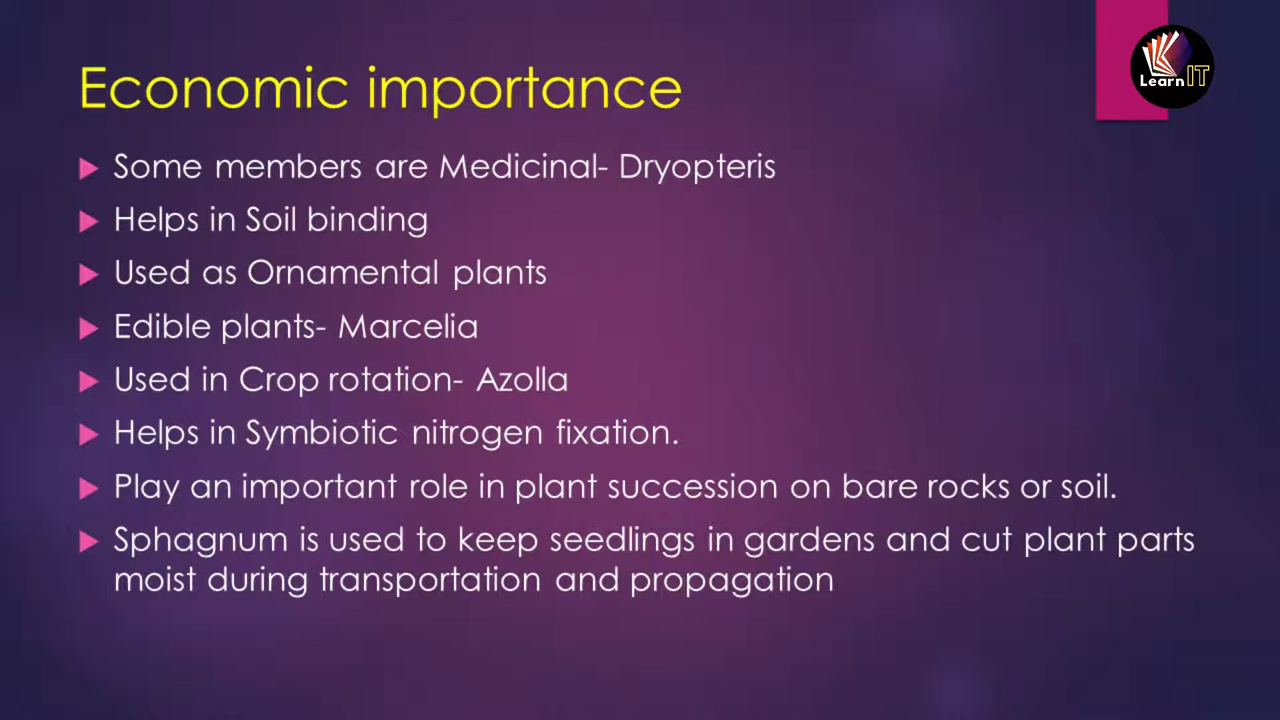 Economic importance
Learn IT
Some members are Medicinal- Dryopteris
Helps in Soil binding
Used as Ornamental plants
Edible plants- Marcelia
Used in Crop rotation- Azolla
Helps in Symbiotic nitrogen fixation.
Play an important role in plant succession on bare rocks or soil.
Sphagnum is used to keep seedlings in gardens and cut plant parts
moist during transportation and propagation